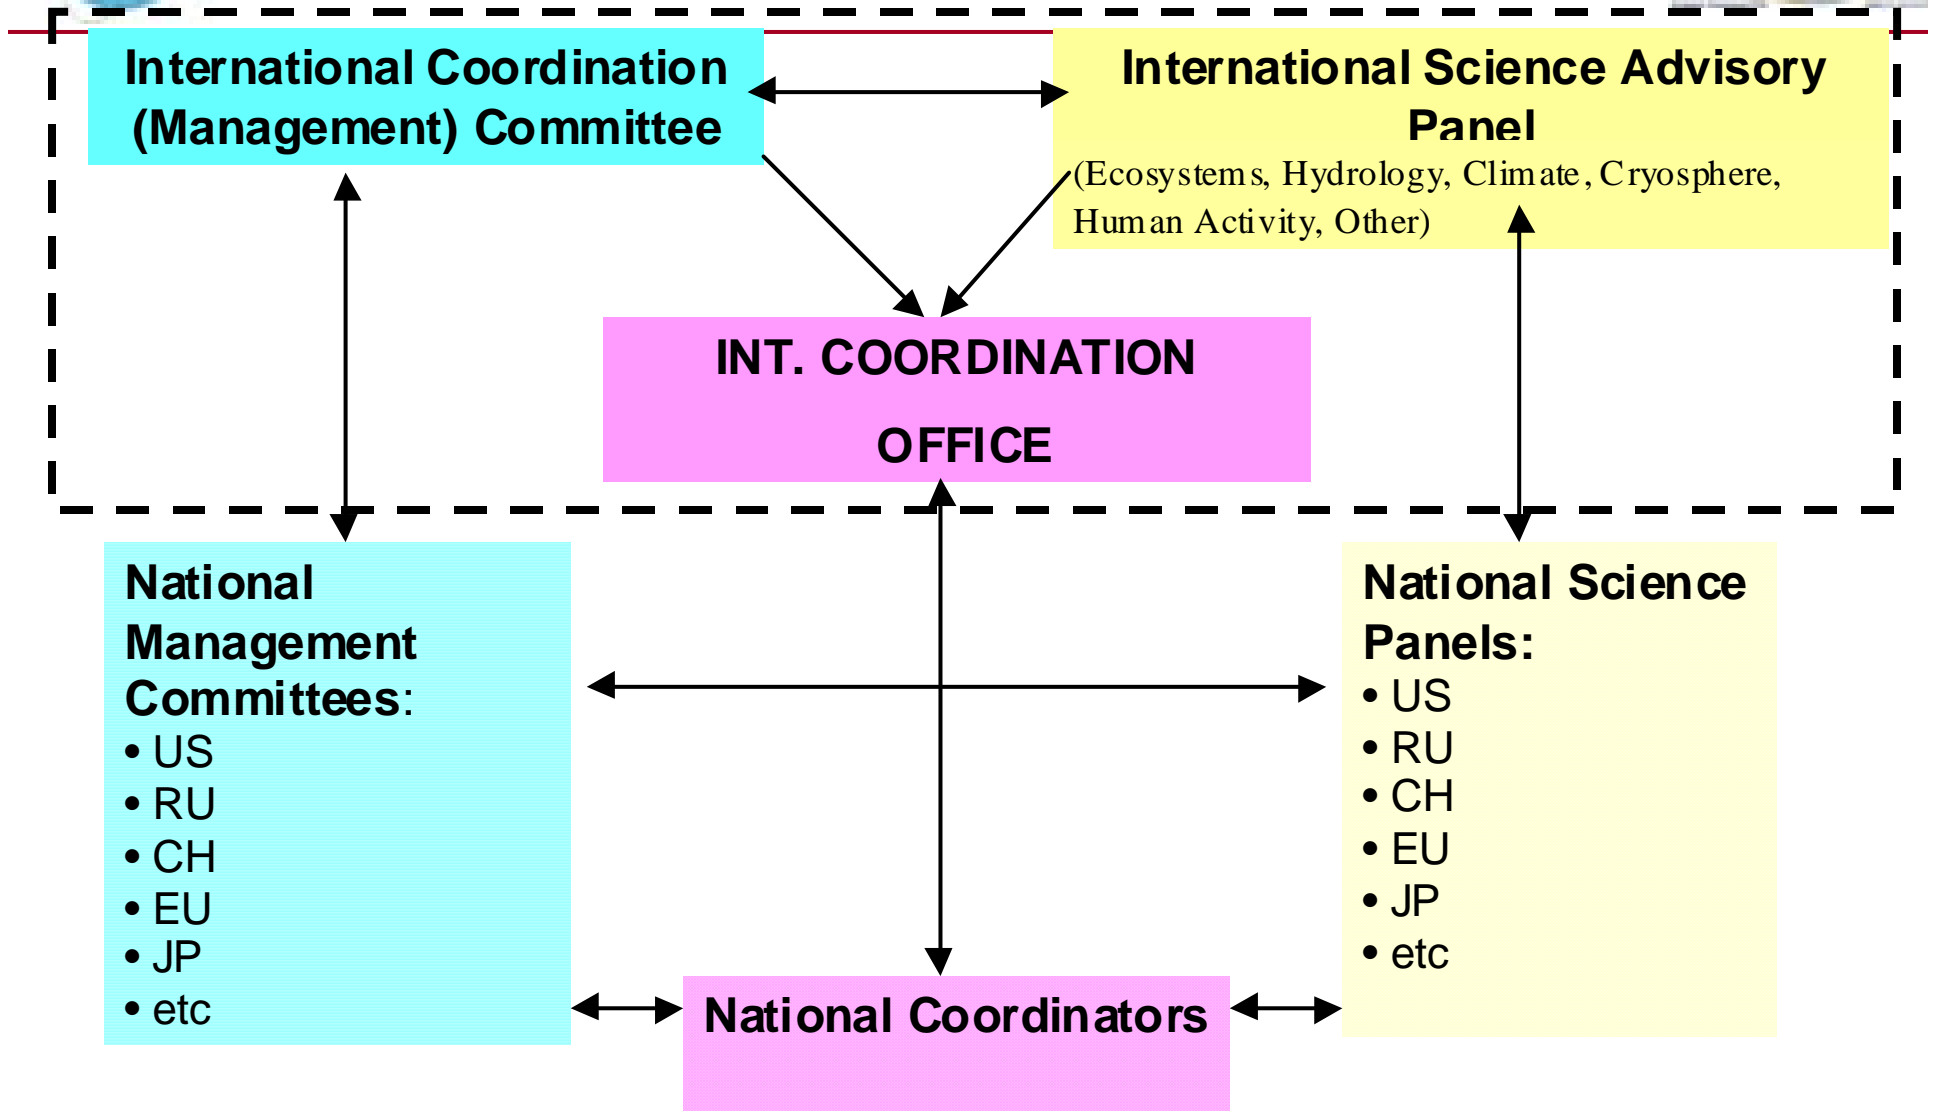 International Coordination
(Management) Committee
International Science Advisory
Panel
(Ecosystems, Hydrology, Climate, Cryosphere,
Human Activity, Other)
INT. COORDINATION
OFFICE
National
Management
Committees:
• US
• RU
• CH
• EU
• JP
• etc
National Science
Panels:
• US
• RU
• CH
• EU
• JP
• etc
National Coordinators